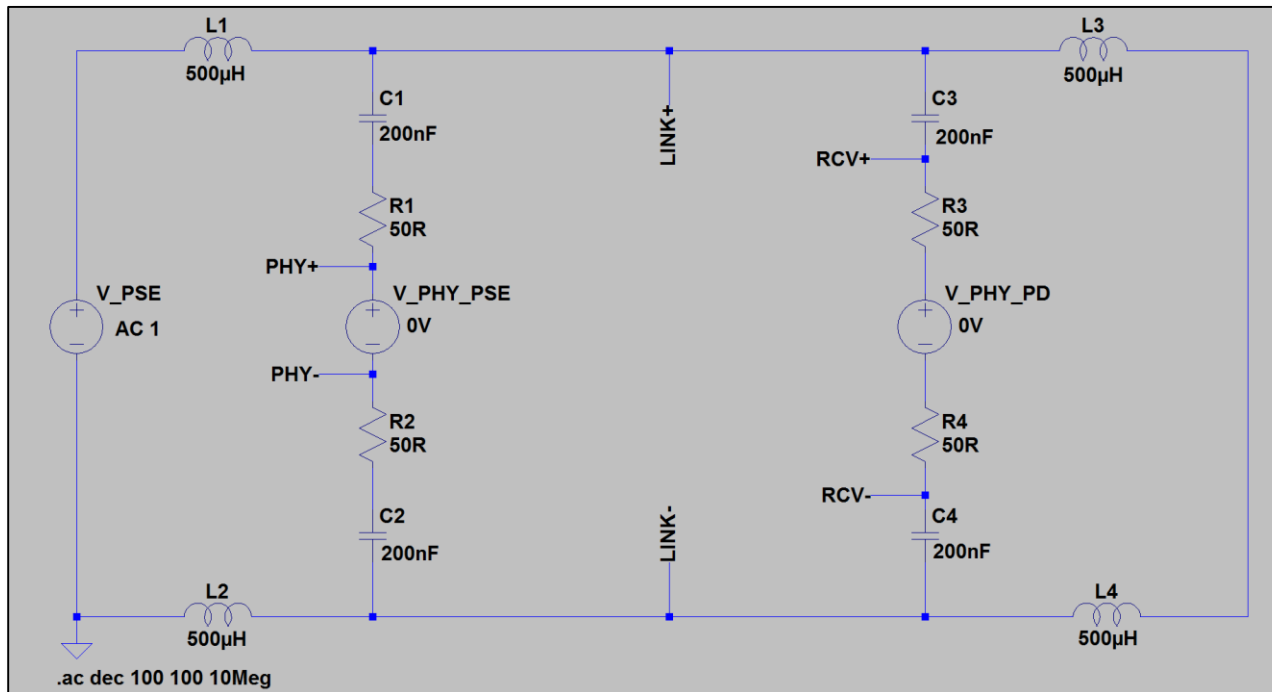 L1
500µH
L3
500µH
C1
200nF
C3
200nF
LINK+
RCV+
R1
50R
R3
50R
PHY+
V_PSE
AC 1
V_PHY_PSE
0V
V_PHY_PD
0V
PHY-
R2
50R
R4
50R
RCV-
C2
200nF
C4
200nF
LINK-
L2
500µH
L4
500µH
.ac dec 100 100 10Meg